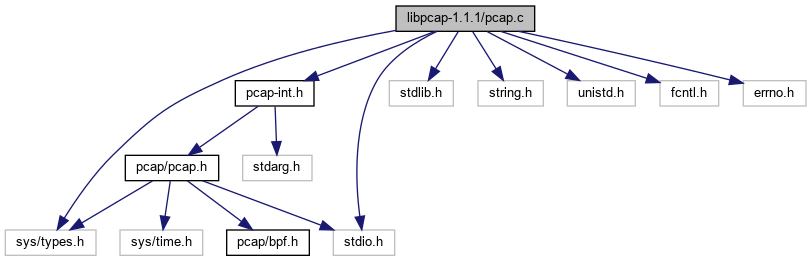 libpcap-1.1.1/pcap.c
pcap-int.h
stdlib.h
string.h
unistd.h
fcntl.h
errno.h
pcap/pcap.h
stdarg.h
sys/types.h
sys/time.h
pcap/bpf.h
stdio.h